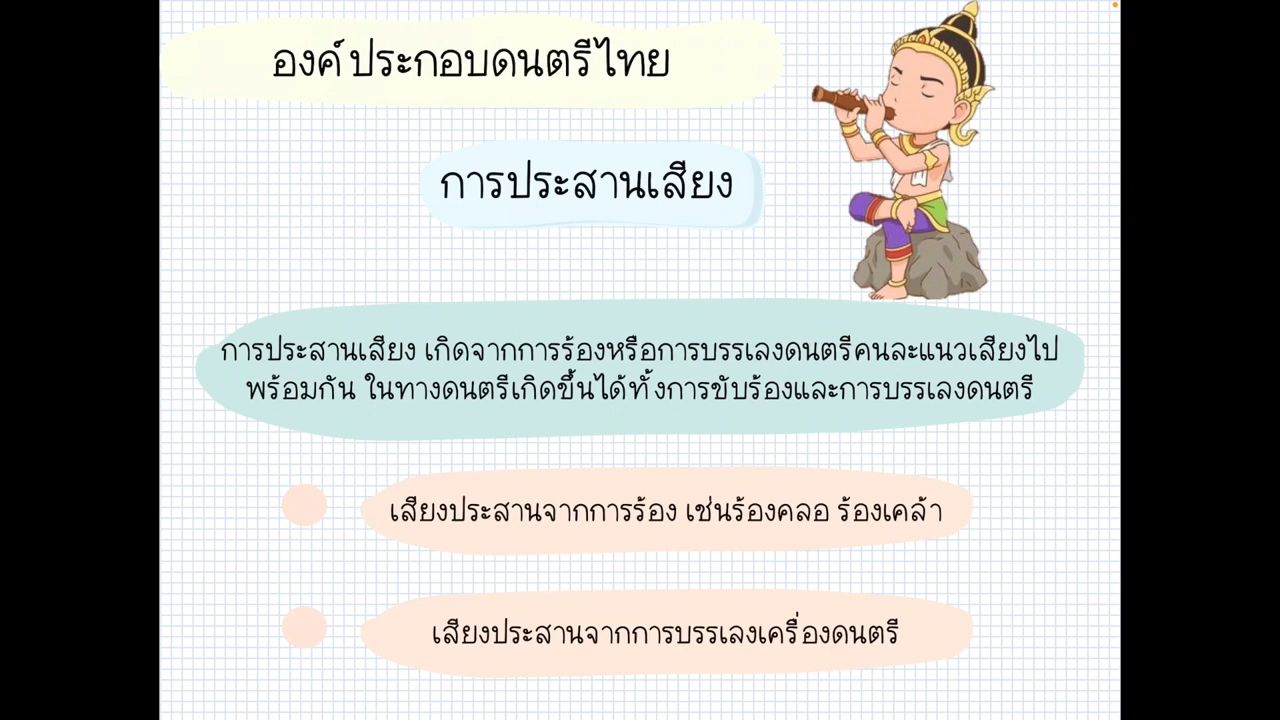 องค์ประกอบดนตรีไทย
การประสานเสียง
การประสานเสียง เกิดจากการร้องหรือการบรรเลงดนตรีคนละแนวเสียงไป
พร้อมกัน ในทางดนตรีเกิดขึ้นได้ทั้งการขับร้องและการบรรเลงดนตรี
เสียงประสานจากการร้อง เช่นร้องคลอ ร้องเคล้า
เสียงประสานจากการบรรเลงเครื่องดนตรี